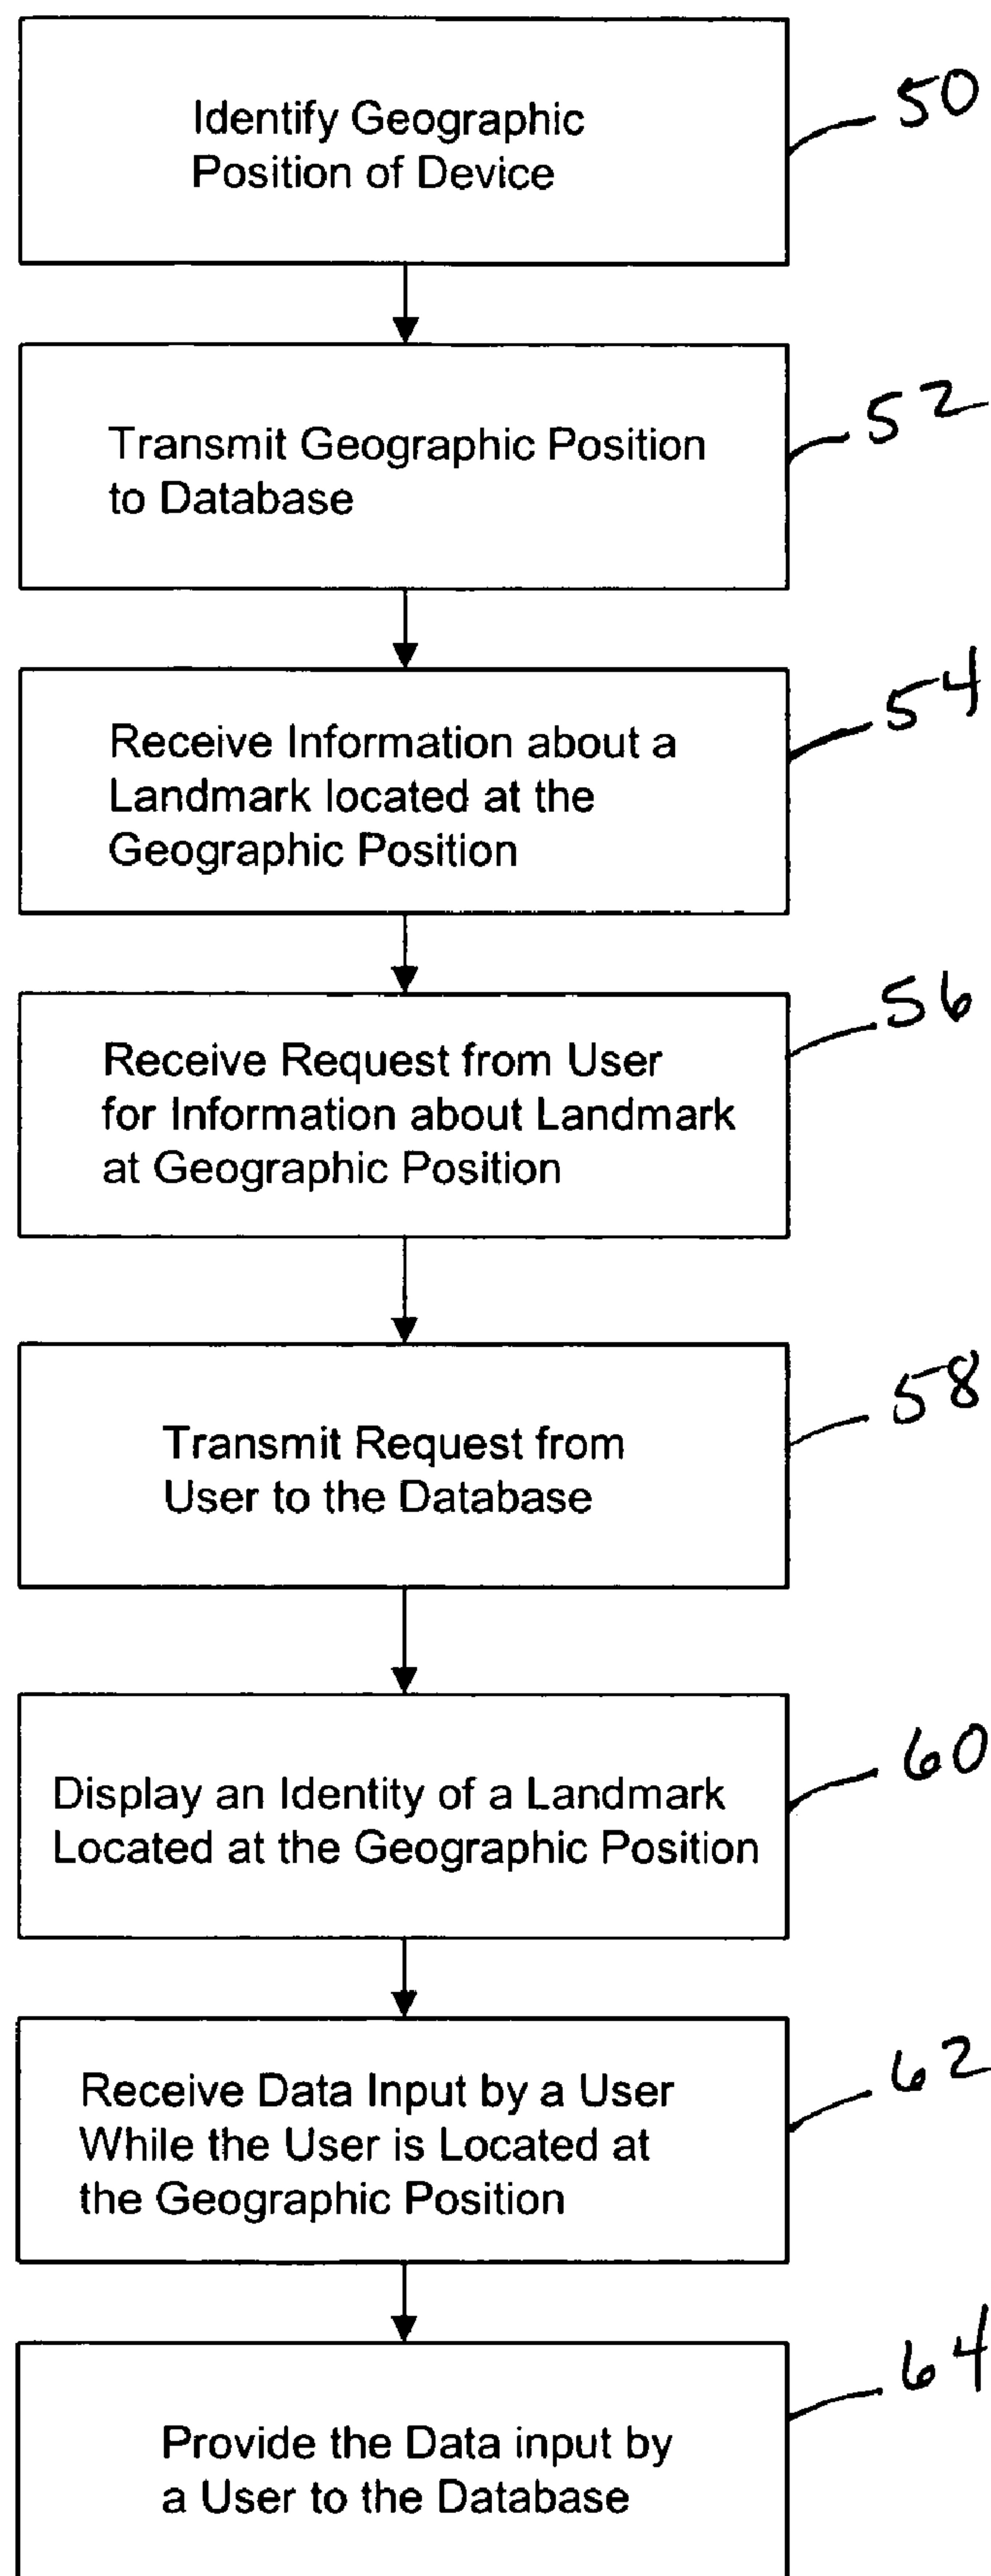 Identify Geographic
Position of Device
50
Transmit Geographic Position
to Database
52
Receive Information about a
Landmark located at the
Geographic Position
54
Receive Request from User
for Information about Landmark
at Geographic Position
56
Transmit Request from
User to the Database
58
Display an Identity of a Landmark
Located at the Geographic Position
60
Receive Data Input by a User
While the User is Located at
the Geographic Position
62
Provide the Data input by
a User to the Database
64